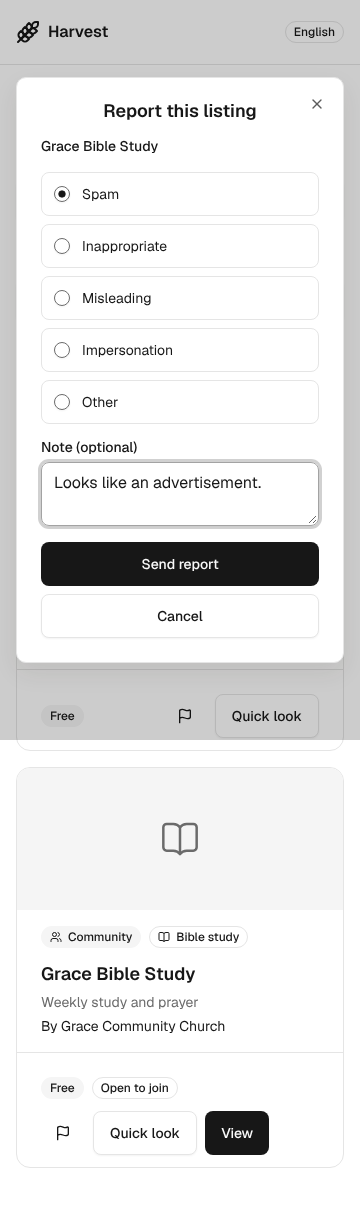 Harvest
English
Report this listing
Grace Bible Study
Spam
Inappropriate
Misleading
Impersonation
Other
Note (optional)
Looks like an advertisement.
Send report
Cancel
Free
Quick look
Community
Bible study
Grace Bible Study
Weekly study and prayer
By Grace Community Church
Free
Open to join
Quick look
View